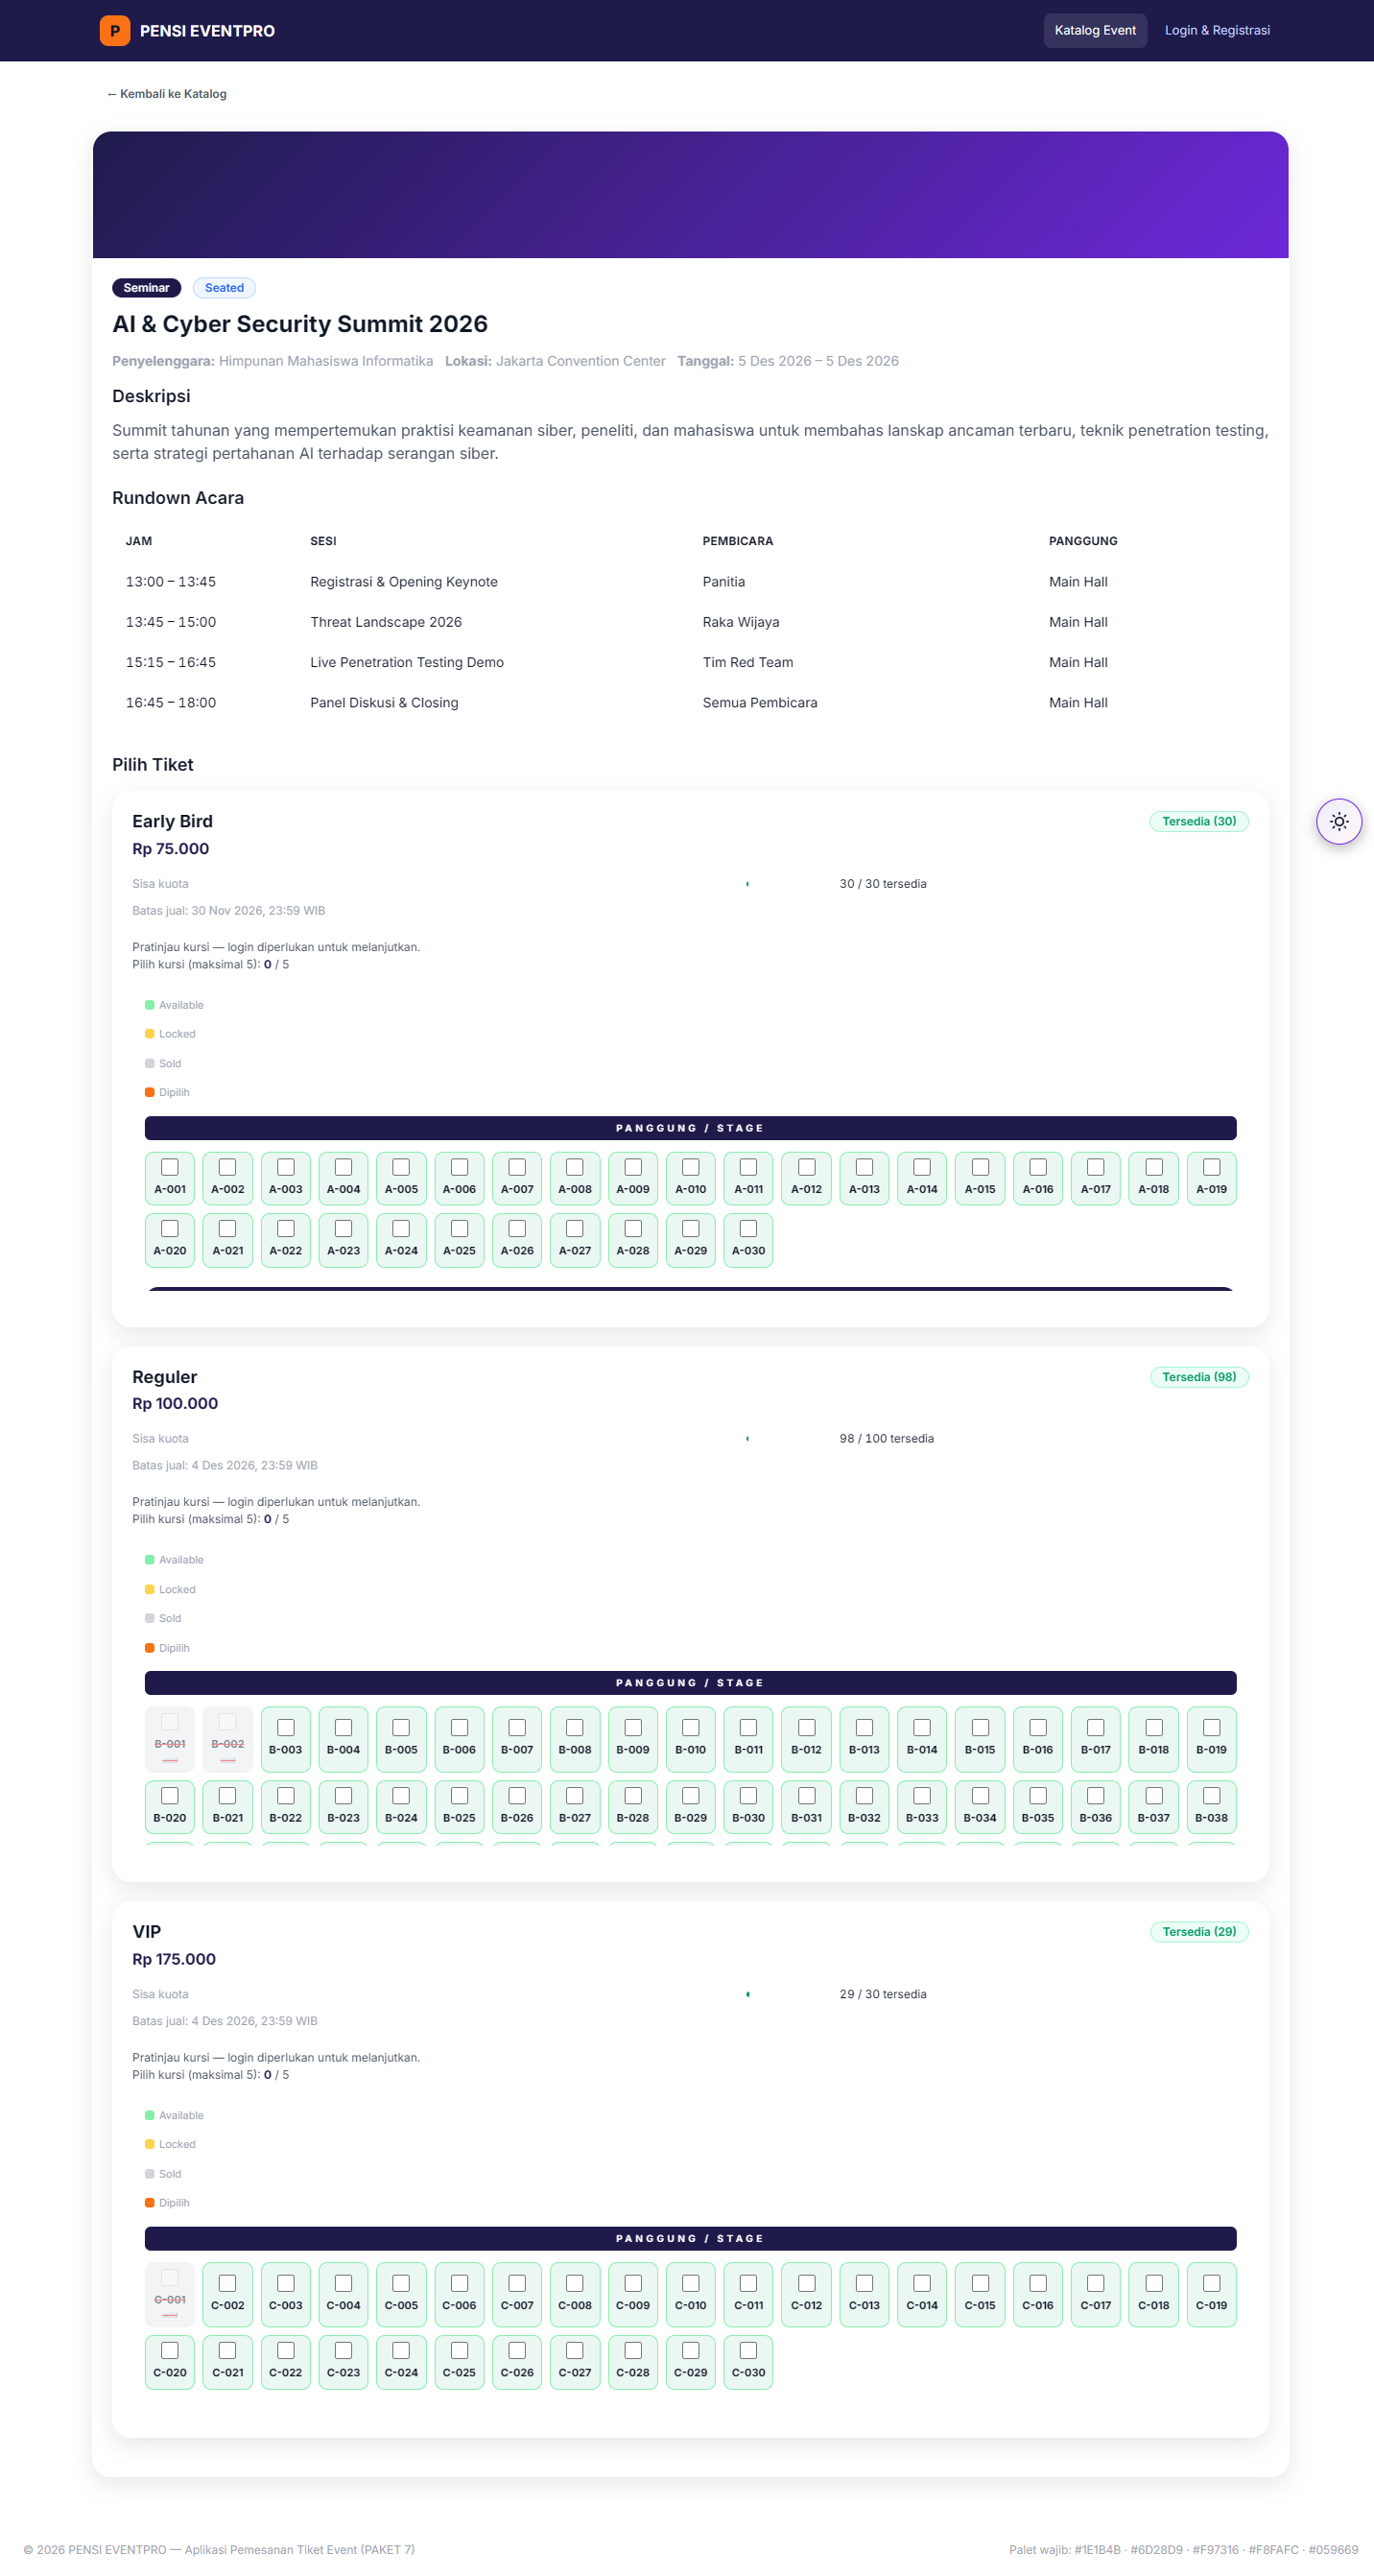 P PENSI EVENTPRO Katalog Event Login & Registrasi
← Kembali ke Katalog
Seminar Seated
AI & Cyber Security Summit 2026
Penyelenggara: Himpunan Mahasiswa Informatika Lokasi: Jakarta Convention Center Tanggal: 5 Des 2026 – 5 Des 2026
Deskripsi
Summit tahunan yang mempertemukan praktisi keamanan siber, peneliti, dan mahasiswa untuk membahas lanskap ancaman terbaru, teknik penetration testing,
serta strategi pertahanan AI terhadap serangan siber.
Rundown Acara
JAM SESI PEMBICARA PANGGUNG
13:00 – 13:45 Registrasi & Opening Keynote Panitia Main Hall
13:45 – 15:00 Threat Landscape 2026 Raka Wijaya Main Hall
15:15 – 16:45 Live Penetration Testing Demo Tim Red Team Main Hall
16:45 – 18:00 Panel Diskusi & Closing Semua Pembicara Main Hall
Pilih Tiket
Early Bird Tersedia (30)
Rp 75.000
Sisa kuota 30 / 30 tersedia
Batas jual: 30 Nov 2026, 23:59 WIB
Pratinjau kursi — login diperlukan untuk melanjutkan.
Pilih kursi (maksimal 5): 0 / 5
Available
Locked
Sold
Dipilih
PANGGUNG / STAGE
A-001 A-002 A-003 A-004 A-005 A-006 A-007 A-008 A-009 A-010 A-011 A-012 A-013 A-014 A-015 A-016 A-017 A-018 A-019
A-020 A-021 A-022 A-023 A-024 A-025 A-026 A-027 A-028 A-029 A-030
Reguler Tersedia (98)
Rp 100.000
Sisa kuota 98 / 100 tersedia
Batas jual: 4 Des 2026, 23:59 WIB
Pratinjau kursi — login diperlukan untuk melanjutkan.
Pilih kursi (maksimal 5): 0 / 5
Available
Locked
Sold
Dipilih
PANGGUNG / STAGE
B-001 B-002 B-003 B-004 B-005 B-006 B-007 B-008 B-009 B-010 B-011 B-012 B-013 B-014 B-015 B-016 B-017 B-018 B-019
sold sold
B-020 B-021 B-022 B-023 B-024 B-025 B-026 B-027 B-028 B-029 B-030 B-031 B-032 B-033 B-034 B-035 B-036 B-037 B-038
VIP Tersedia (29)
Rp 175.000
Sisa kuota 29 / 30 tersedia
Batas jual: 4 Des 2026, 23:59 WIB
Pratinjau kursi — login diperlukan untuk melanjutkan.
Pilih kursi (maksimal 5): 0 / 5
Available
Locked
Sold
Dipilih
PANGGUNG / STAGE
C-001 C-002 C-003 C-004 C-005 C-006 C-007 C-008 C-009 C-010 C-011 C-012 C-013 C-014 C-015 C-016 C-017 C-018 C-019
sold
C-020 C-021 C-022 C-023 C-024 C-025 C-026 C-027 C-028 C-029 C-030
© 2026 PENSI EVENTPRO — Aplikasi Pemesanan Tiket Event (PAKET 7) Palet wajib: #1E1B4B · #6D28D9 · #F97316 · #F8FAFC · #059669